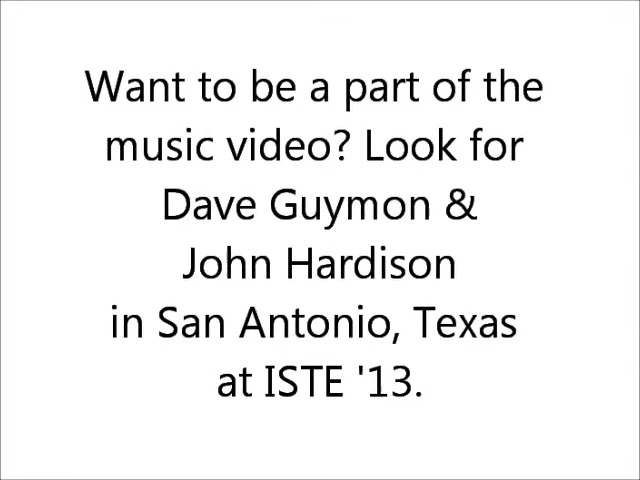 Want to be a part of the
music video? Look for
Dave Guymon &
John Hardison
in San Antonio, Texas
at ISTE '13.